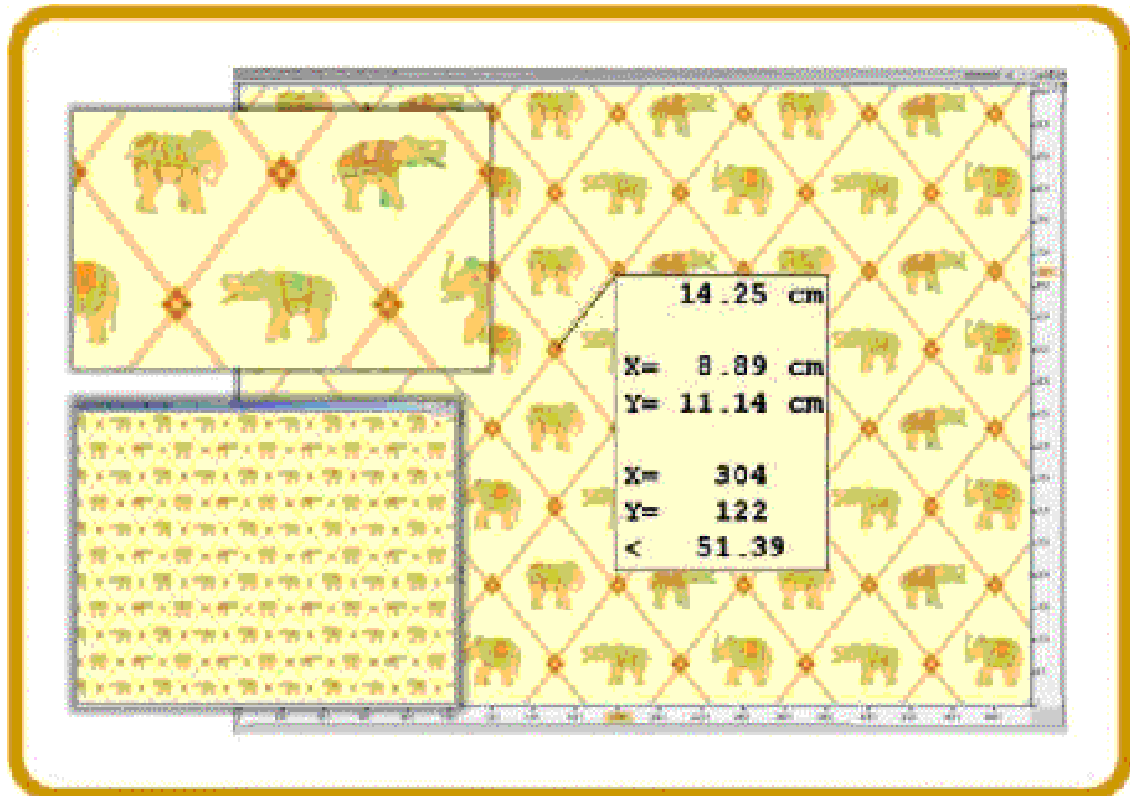 14.25 cm
X= 8.89 cm
Y= 11.14 cm
X= 304
Y= 122
< 51.39